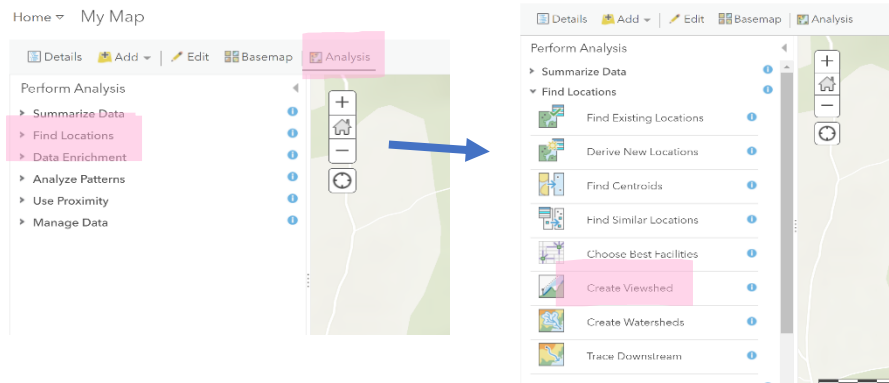 Home My Map
Details Add Edit Basemap Analysis
Perform Analysis
Summarize Data
Find Locations
Data Enrichment
Analyze Patterns
Use Proximity
Manage Data
Details Add Edit Basemap Analysis
Perform Analysis
Summarize Data
Find Locations
Find Existing Locations
Derive New Locations
Find Centroids
Find Similar Locations
Choose Best Facilities
Create Viewshed
Create Watersheds
Trace Downstream